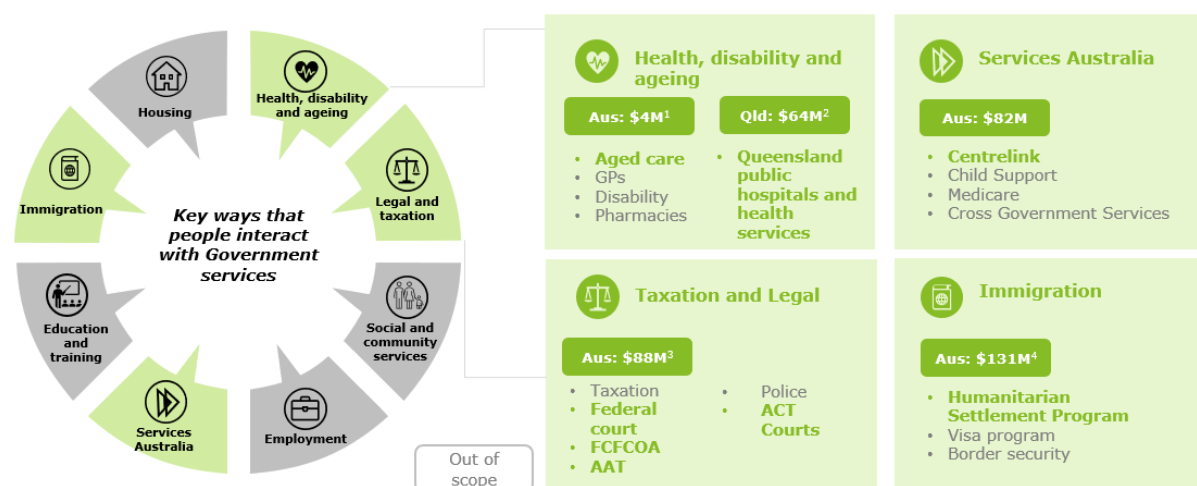 Housing
Health, disability
and ageing
Immigration
Legal and
taxation
Key ways that
people interact
with Government
services
Education
and
training
Social and
community
services
Services
Australia
Employment
Out of
scope
Health, disability and
ageing
Aus: $4M¹
Qld: $64M²
• Aged care
• GPs
• Disability
• Pharmacies
• Queensland
public
hospitals and
health
services
Services Australia
Aus: $82M
• Centrelink
• Child Support
• Medicare
• Cross Government Services
Taxation and Legal
Aus: $88M³
• Taxation
• Federal
court
• FCFCOA
• AAT
• Police
• ACT
Courts
Immigration
Aus: $131M⁴
• Humanitarian
Settlement Program
• Visa program
• Border security